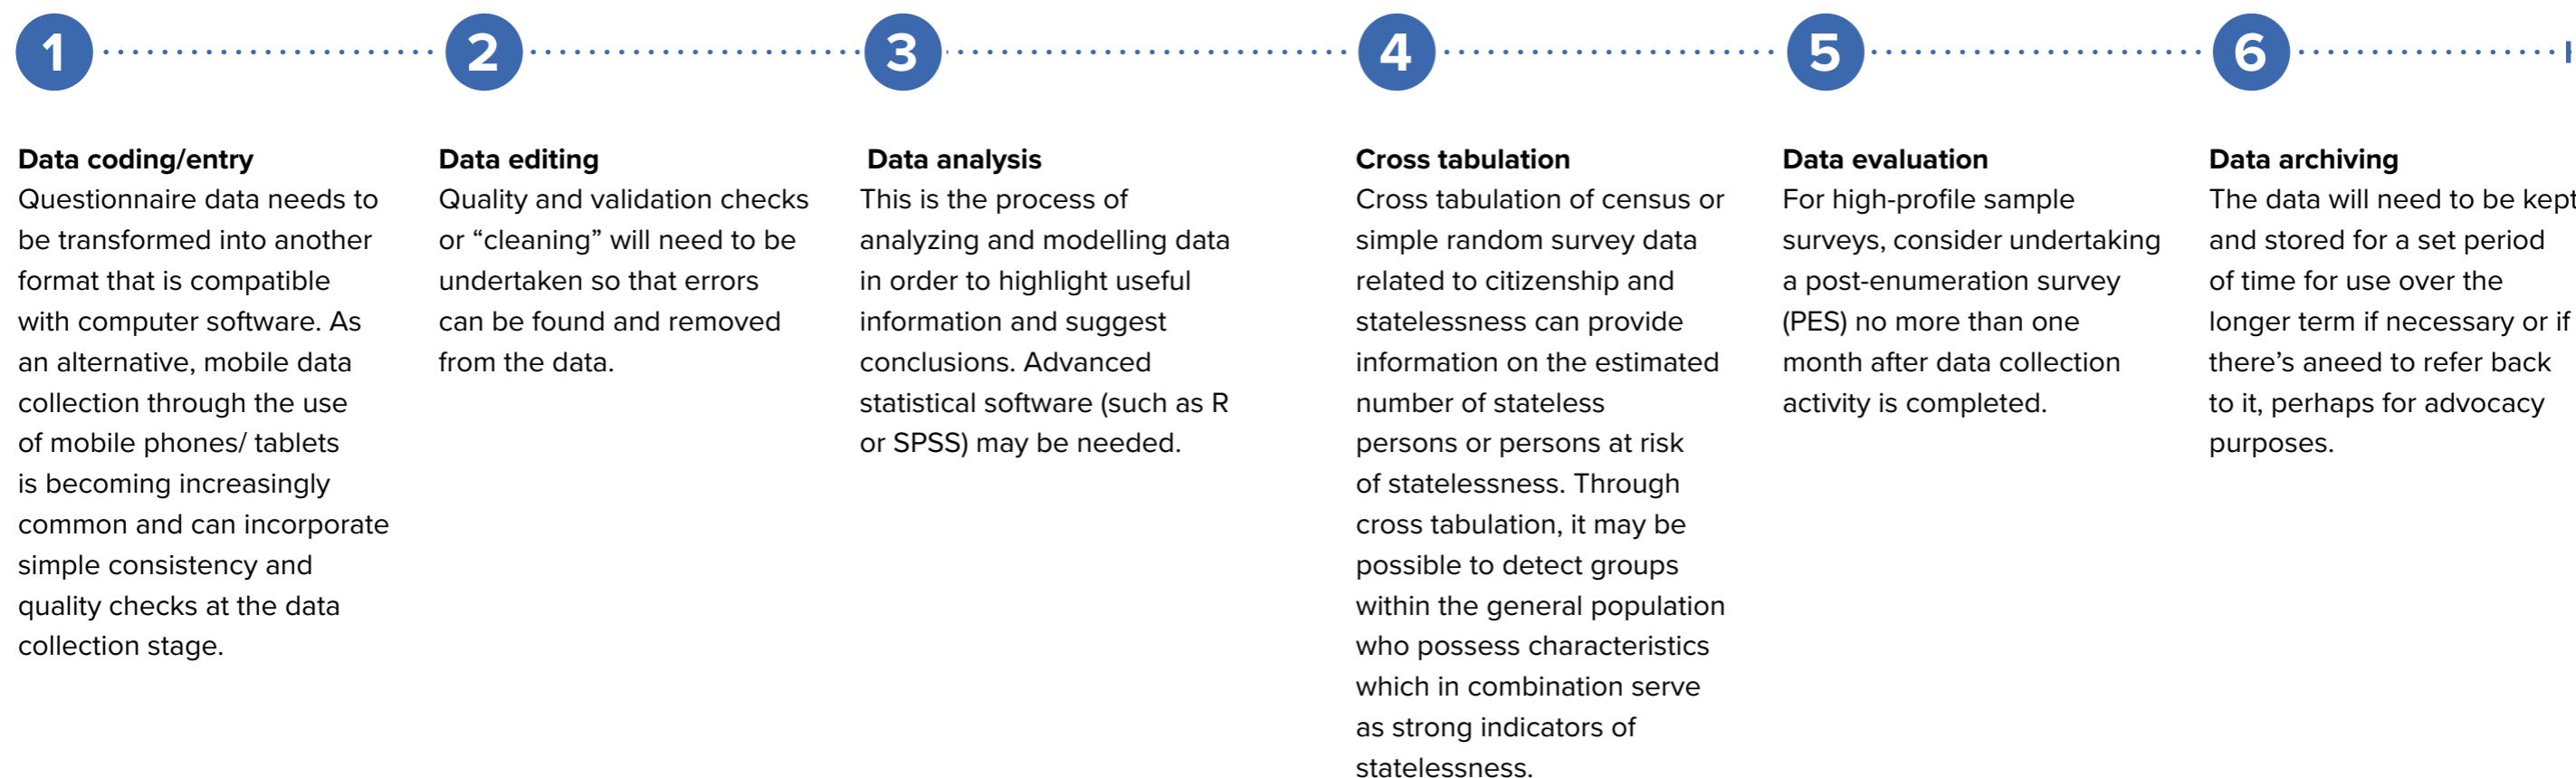 1
2
3
4
5
6
Data coding/entry
Questionnaire data needs to
be transformed into another
format that is compatible
with computer software. As
an alternative, mobile data
collection through the use
of mobile phones/ tablets
is becoming increasingly
common and can incorporate
simple consistency and
quality checks at the data
collection stage.
Data editing
Quality and validation checks
or “cleaning” will need to be
undertaken so that errors
can be found and removed
from the data.
Data analysis
This is the process of
analyzing and modelling data
in order to highlight useful
information and suggest
conclusions. Advanced
statistical software (such as R
or SPSS) may be needed.
Cross tabulation
Cross tabulation of census or
simple random survey data
related to citizenship and
statelessness can provide
information on the estimated
number of stateless
persons or persons at risk
of statelessness. Through
cross tabulation, it may be
possible to detect groups
within the general population
who possess characteristics
which in combination serve
as strong indicators of
statelessness.
Data evaluation
For high-profile sample
surveys, consider undertaking
a post-enumeration survey
(PES) no more than one
month after data collection
activity is completed.
Data archiving
The data will need to be kept
and stored for a set period
of time for use over the
longer term if necessary or if
there’s aneed to refer back
to it, perhaps for advocacy
purposes.